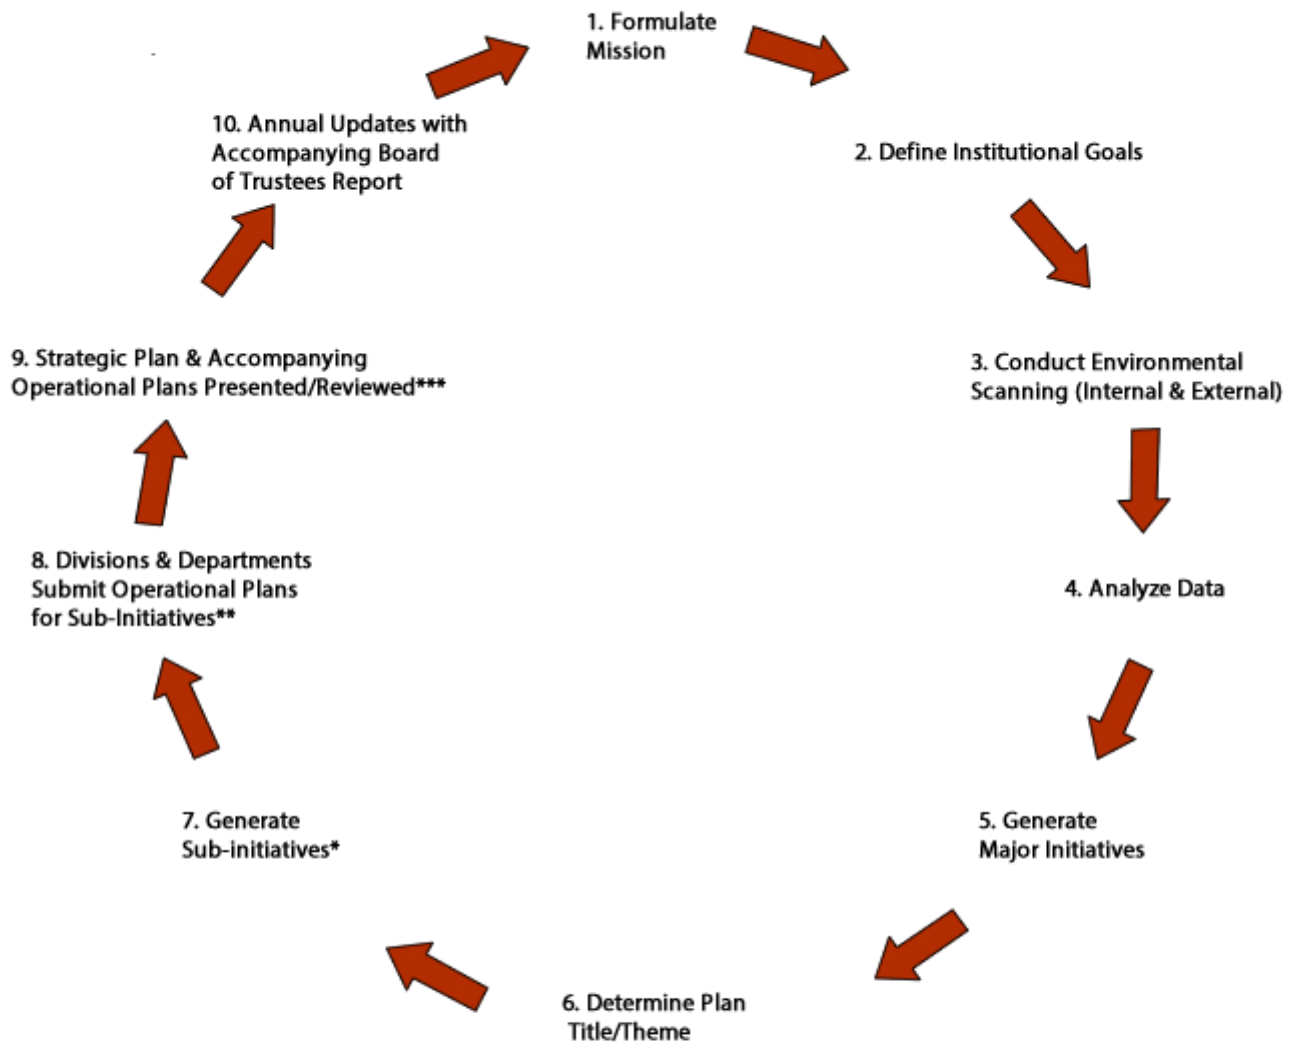 1. Formulate
Mission
2. Define Institutional Goals
3. Conduct Environmental
Scanning (Internal & External)
4. Analyze Data
5. Generate
Major Initiatives
6. Determine Plan
Title/Theme
7. Generate
Sub-initiatives*
8. Divisions & Departments
Submit Operational Plans
for Sub-Initiatives**
9. Strategic Plan & Accompanying
Operational Plans Presented/Reviewed***
10. Annual Updates with
Accompanying Board
of Trustees Report